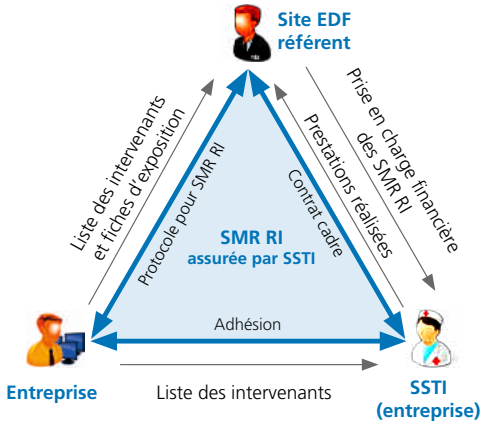 Site EDF
référent
Liste des intervenants
et fiches d'exposition
Protocole pour SMR RI
Prise en charge financière
des SMR RI
Prestations réalisées
Contrat cadre
SMR RI
assurée par SSTI
Adhésion
Entreprise
Liste des intervenants
SSTI
(entreprise)